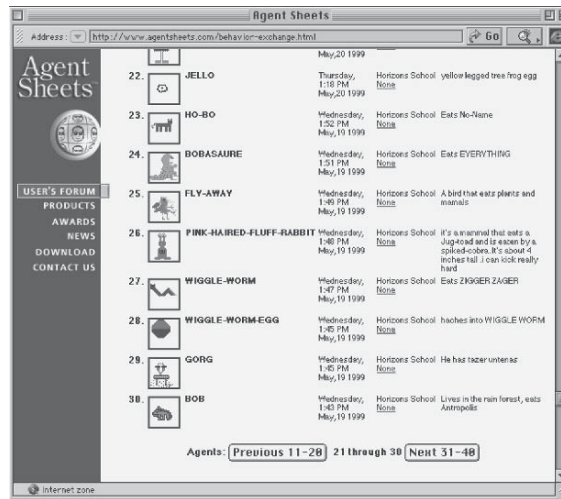 Agent Sheets
Address: http://www.agentsheets.com/behavior-exchange.html Go
Agent
Sheets
USER'S FORUM
PRODUCTS
AWARDS
NEWS
DOWNLOAD
CONTACT US
May,20 1999
22. JELLO Thursday, Horizons School yellow legged tree frog egg
1:18 PM None
May,20 1999
23. HO-BO Wednesday, Horizons School Eats No-Name
1:52 PM None
May,19 1999
24. BOBASAURE Wednesday, Horizons School Eats EVERYTHING
1:51 PM None
May,19 1999
25. FLY-AWAY Wednesday, Horizons School A bird that eats plants and
1:49 PM None mamals
May,19 1999
26. PINK-HAIRED-FLUFF-RABBIT Wednesday, Horizons School it's a mammal that eats a
1:48 PM None Jug-toad and is eaten by a
May,19 1999 spiked-cobra. It's about 4
inches tall .i can kick really
hard
27. WIGGLE-WORM Wednesday, Horizons School Eats ZIGGER ZAGER
1:47 PM None
May,19 1999
28. WIGGLE-WORM-EGG Wednesday, Horizons School haches into WIGGLE WORM
1:45 PM None
May,19 1999
29. GORG Wednesday, Horizons School He has tazer untenas
1:45 PM None
May,19 1999
30. BOB Wednesday, Horizons School Lives in the rain forest, eats
1:43 PM None Antropolis
May,19 1999
Agents: Previous 11-20 21 through 30 Next 31-40
Internet zone